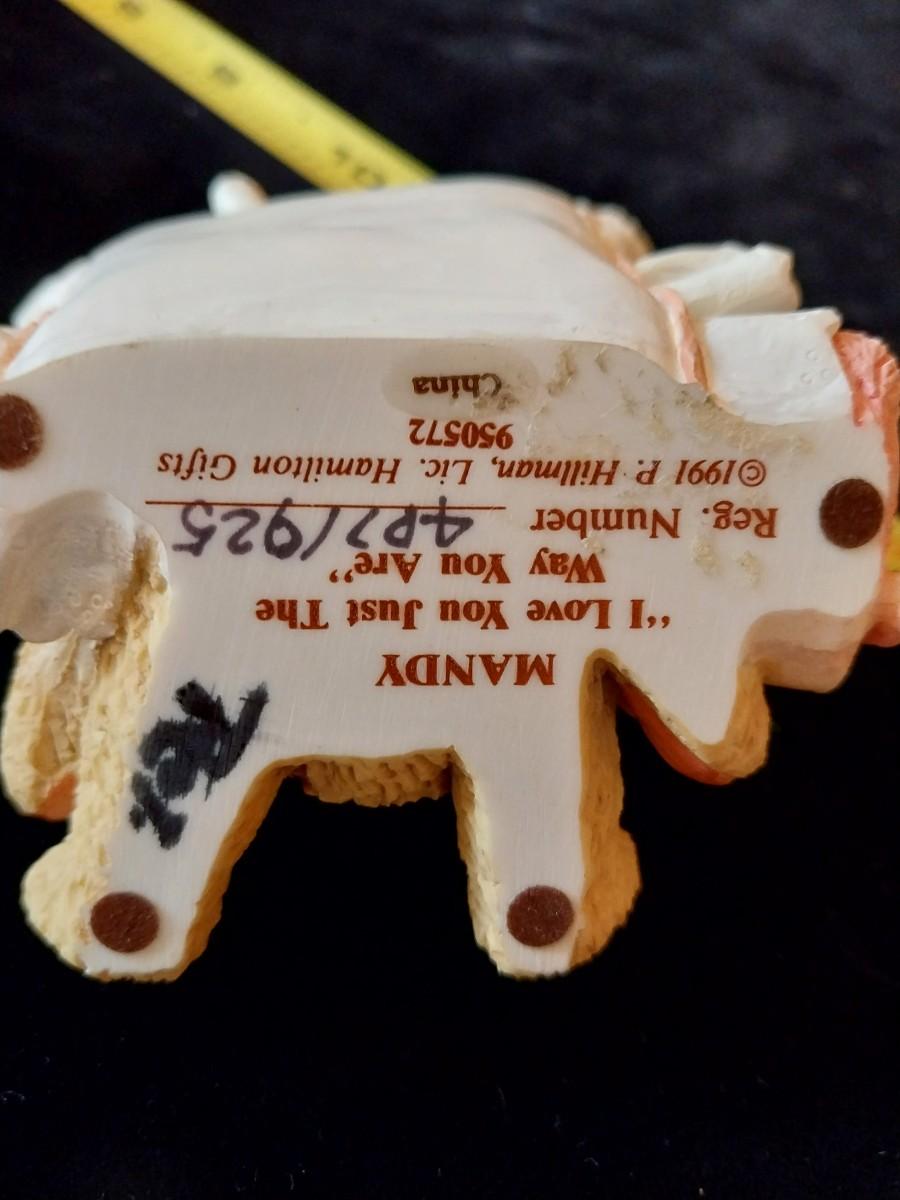 MANDY
“I Love You Just The
Way You Are”
Reg. Number 4P7/925
©1991 P. Hillman, Lic. Hamilton Gifts
950572
China